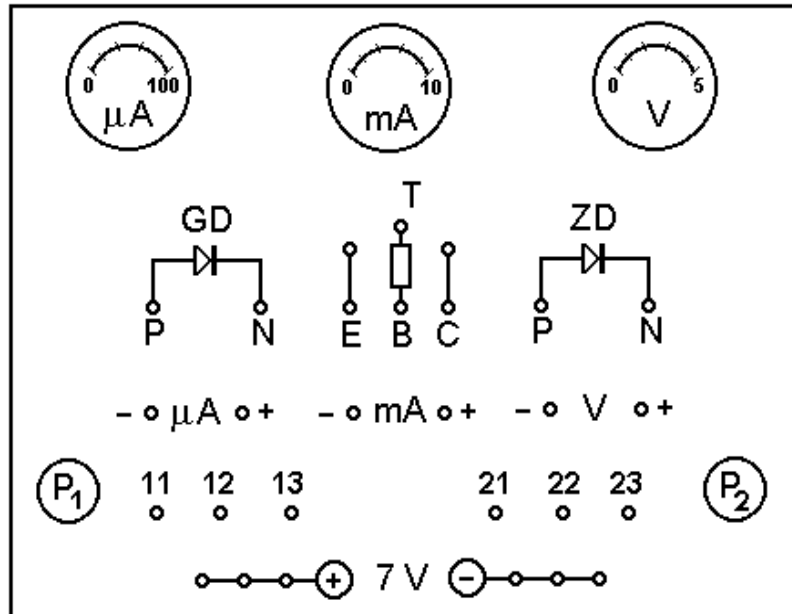 0 100 0 10 0 5
μA mA V
T
GD ZD
P N E B C P N
- μA + - mA + - V +
P1 11 12 13 21 22 23 P2
+ 7 V -